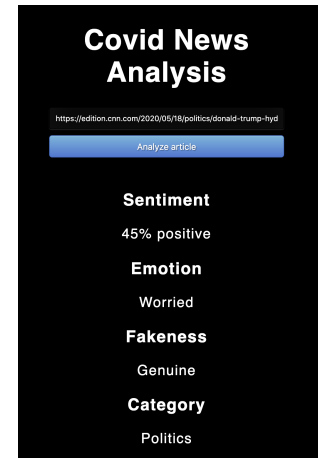 Covid News
Analysis
https://edition.cnn.com/2020/05/18/politics/donald-trump-hyd
Analyze article
Sentiment
45% positive
Emotion
Worried
Fakeness
Genuine
Category
Politics